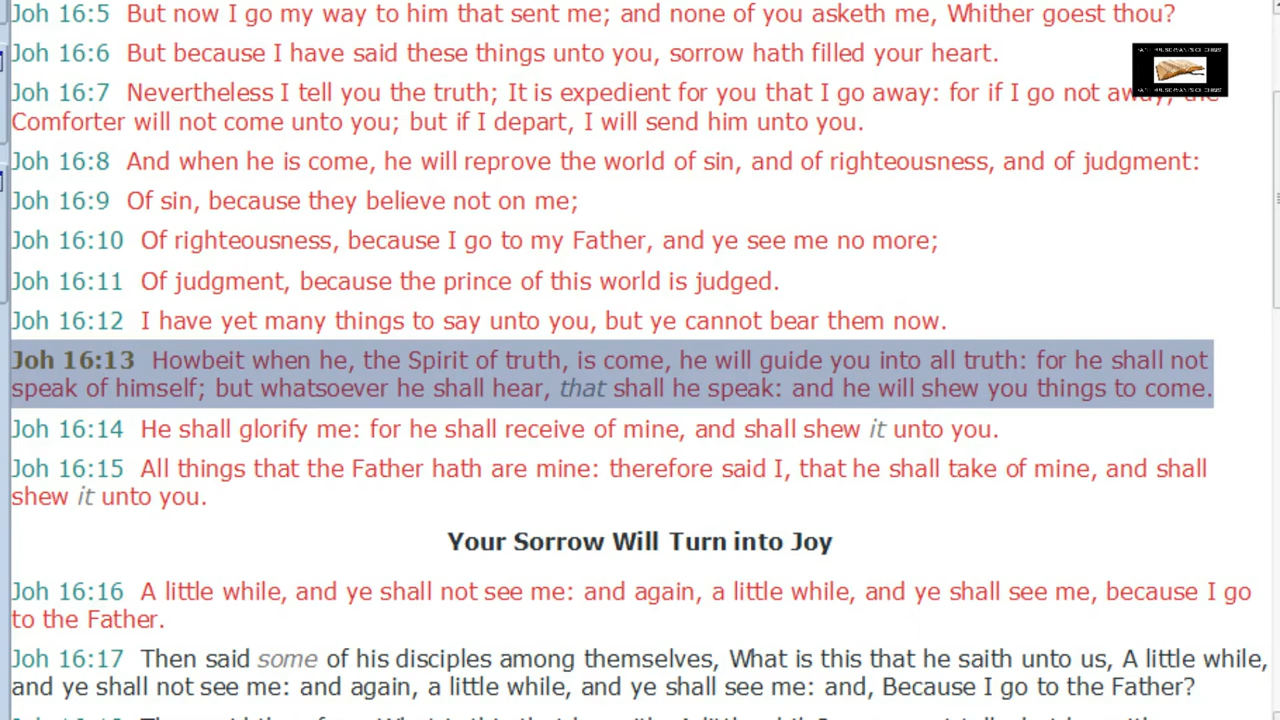 Joh 16:5 But now I go my way to him that sent me; and none of you asketh me, Whither goest thou?
Joh 16:6 But because I have said these things unto you, sorrow hath filled your heart.
Joh 16:7 Nevertheless I tell you the truth; It is expedient for you that I go away: for if I go not away, the
Comforter will not come unto you; but if I depart, I will send him unto you.
Joh 16:8 And when he is come, he will reprove the world of sin, and of righteousness, and of judgment:
Joh 16:9 Of sin, because they believe not on me;
Joh 16:10 Of righteousness, because I go to my Father, and ye see me no more;
Joh 16:11 Of judgment, because the prince of this world is judged.
Joh 16:12 I have yet many things to say unto you, but ye cannot bear them now.
Joh 16:13 Howbeit when he, the Spirit of truth, is come, he will guide you into all truth: for he shall not
speak of himself; but whatsoever he shall hear, that shall he speak: and he will shew you things to come.
Joh 16:14 He shall glorify me: for he shall receive of mine, and shall shew it unto you.
Joh 16:15 All things that the Father hath are mine: therefore said I, that he shall take of mine, and shall
shew it unto you.
Your Sorrow Will Turn into Joy
Joh 16:16 A little while, and ye shall not see me: and again, a little while, and ye shall see me, because I go
to the Father.
Joh 16:17 Then said some of his disciples among themselves, What is this that he saith unto us, A little while,
and ye shall not see me: and again, a little while, and ye shall see me: and, Because I go to the Father?